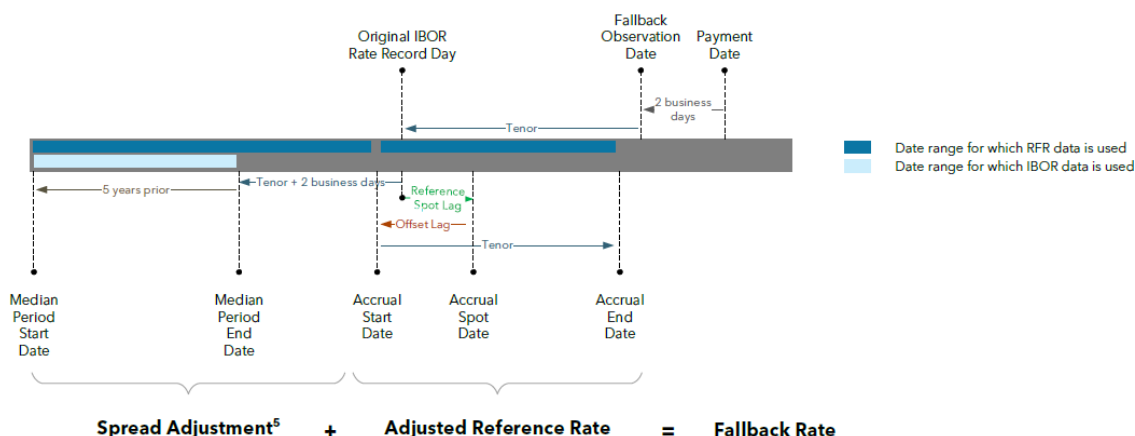 Original IBOR
Rate Record Day
Fallback
Observation
Date
Payment
Date
2 business
days
Tenor
Date range for which RFR data is used
Date range for which IBOR data is used
5 years prior
Tenor + 2 business days
Reference
Spot Lag
Offset Lag
Tenor
Median
Period
Start
Date
Median
Period
End
Date
Accrual
Start
Date
Accrual
Spot
Date
Accrual
End
Date
Spread Adjustment⁵ + Adjusted Reference Rate = Fallback Rate